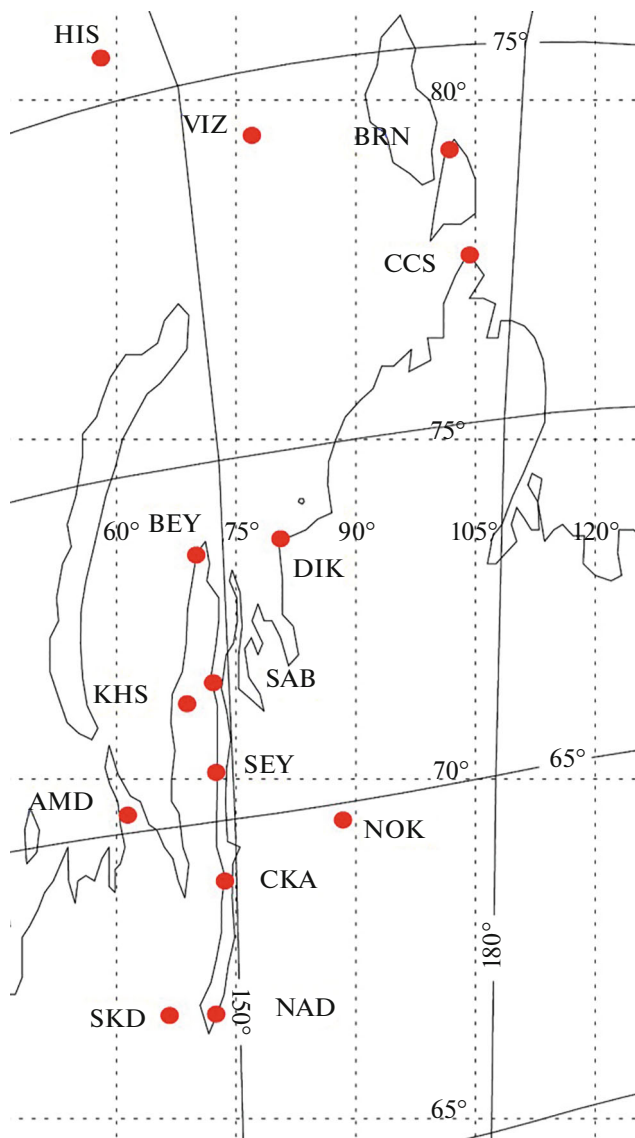 HIS
75°
80°
VIZ
BRN
CCS
75°
BEY
60°
75°
90°
105°
120°
DIK
SAB
KHS
SEY
70°
65°
AMD
NOK
CKA
180°
150°
SKD
NAD
65°